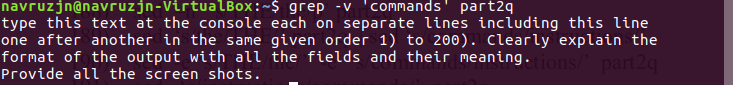 navruzjn@navruzjn-VirtualBox:~$ grep -v 'commands' part2q
type this text at the console each on separate lines including this line
one after another in the same given order 1) to 200). Clearly explain the
format of the output with all the fields and their meaning.
Provide all the screen shots.